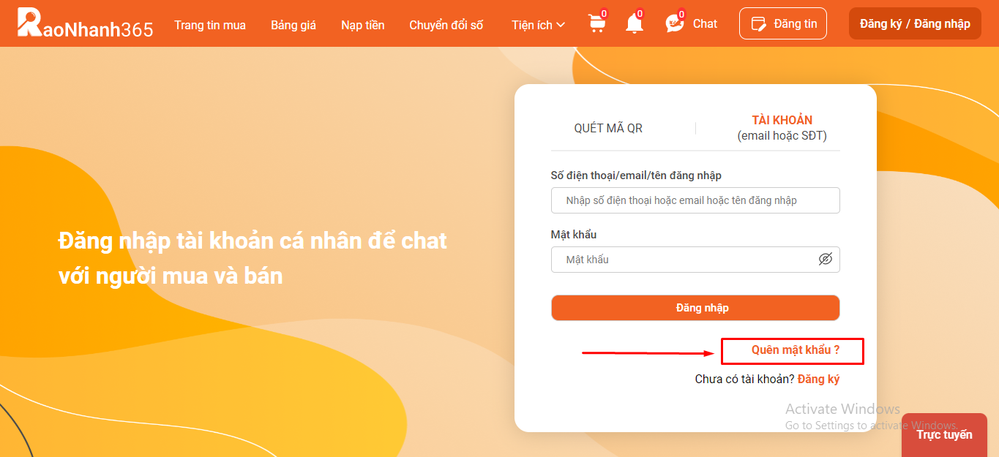 RaoNhanh365
Trang tin mua
Bảng giá
Nạp tiền
Chuyển đổi số
Tiện ích
0
0
0
Chat
Đăng tin
Đăng ký / Đăng nhập
Đăng nhập tài khoản cá nhân để chat
với người mua và bán
QUÉT MÃ QR
TÀI KHOẢN
(email hoặc SĐT)
Số điện thoại/email/tên đăng nhập
Nhập số điện thoại hoặc email hoặc tên đăng nhập
Mật khẩu
Mật khẩu
Đăng nhập
Quên mật khẩu ?
Chưa có tài khoản? Đăng ký
Activate Windows
Go to Settings to activate Windows.
Trực tuyến